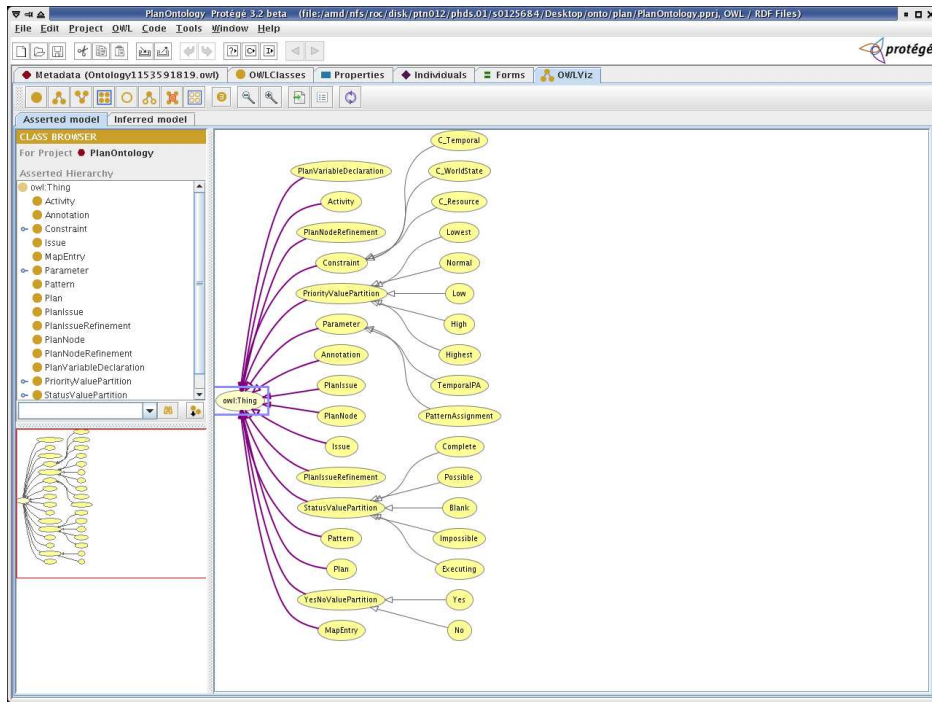 PlanOntology Protégé 3.2 beta (file:/amd/nfs/roc/disk/ptn012/phds.01/s0125684/Desktop/onto/plan/PlanOntology.pprj, OWL / RDF Files)
File Edit Project OWL Code Tools Window Help
protégé
Metadata (Ontology1153591819.owl) OWLClasses Properties Individuals Forms OWLViz
Asserted model Inferred model
CLASS BROWSER
For Project PlanOntology
Asserted Hierarchy
owl:Thing
Activity
Annotation
Constraint
Issue
MapEntry
Parameter
Pattern
Plan
PlanIssue
PlanIssueRefinement
PlanNode
PlanNodeRefinement
PlanVariableDeclaration
PriorityValuePartition
StatusValuePartition
C_Temporal
PlanVariableDeclaration C_WorldState
Activity C_Resource
PlanNodeRefinement Lowest
Constraint Normal
PriorityValuePartition Low
Parameter High
Annotation Highest
PlanIssue TemporalPA
owl:Thing
PlanNode PatternAssignment
Issue Complete
PlanIssueRefinement Possible
StatusValuePartition Blank
Pattern Impossible
Plan Executing
YesNoValuePartition Yes
MapEntry No